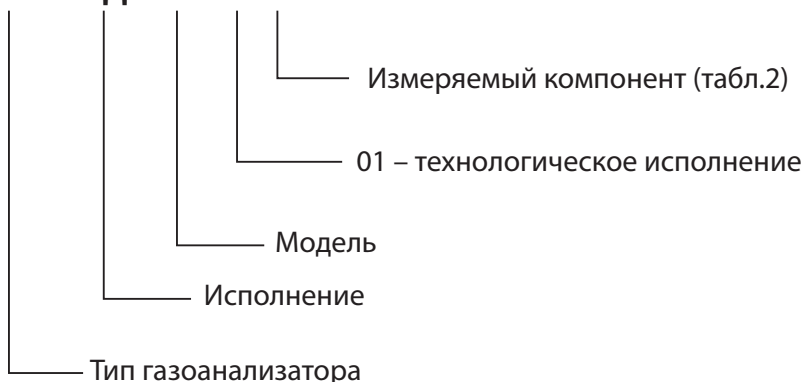 Измеряемый компонент (табл.2)
01 – технологическое исполнение
Модель
Исполнение
Тип газоанализатора